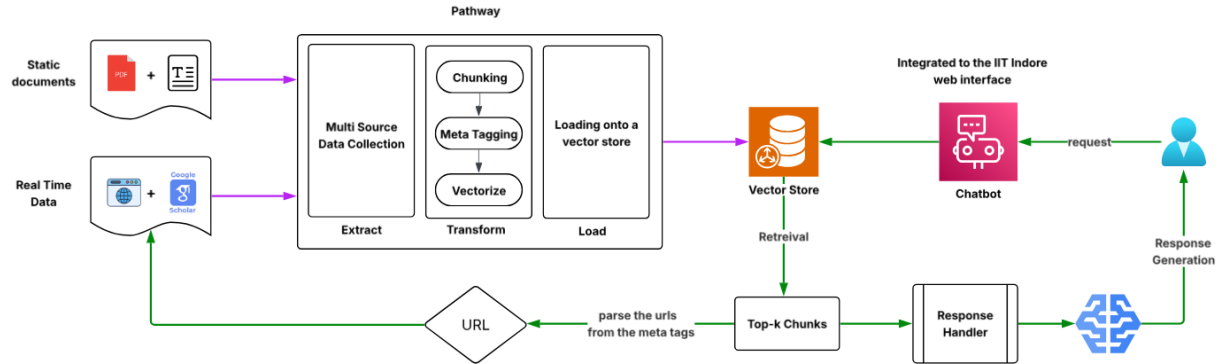 Pathway
Static
documents
PDF
+
T
Real Time
Data
+
Google
Scholar
Multi Source
Data Collection
Extract
Chunking
Meta Tagging
Vectorize
Transform
Loading onto a
vector store
Load
Vector Store
Integrated to the IIT Indore
web interface
Chatbot
request
Retreival
Response
Generation
URL
parse the urls
from the meta tags
Top-k Chunks
Response
Handler